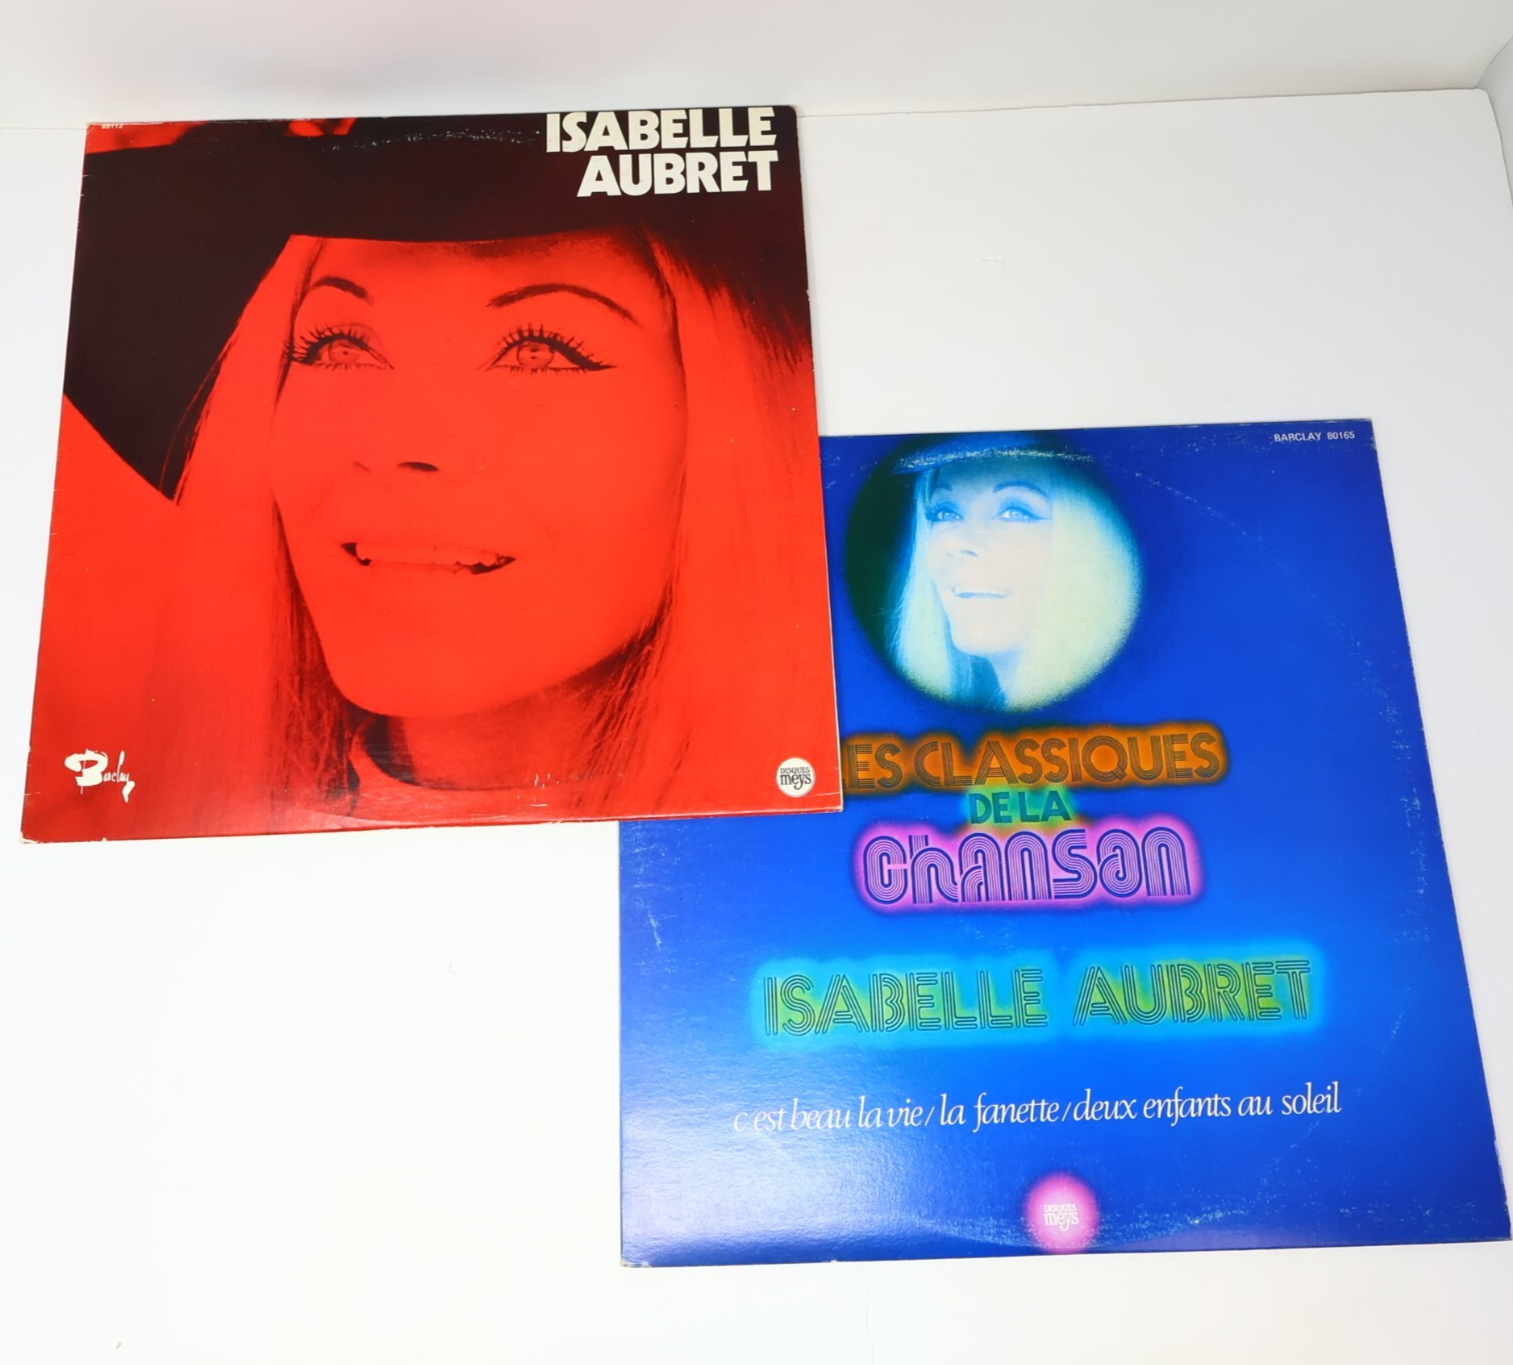 ISABELLE
AUBRET
Barclay
DISQUES
meys
BARCLAY 80165
LES CLASSIQUES
DE LA
Chanson
ISABELLE AUBRET
c'est beau la vie / la fanette / deux enfants au soleil
DISQUES
meys